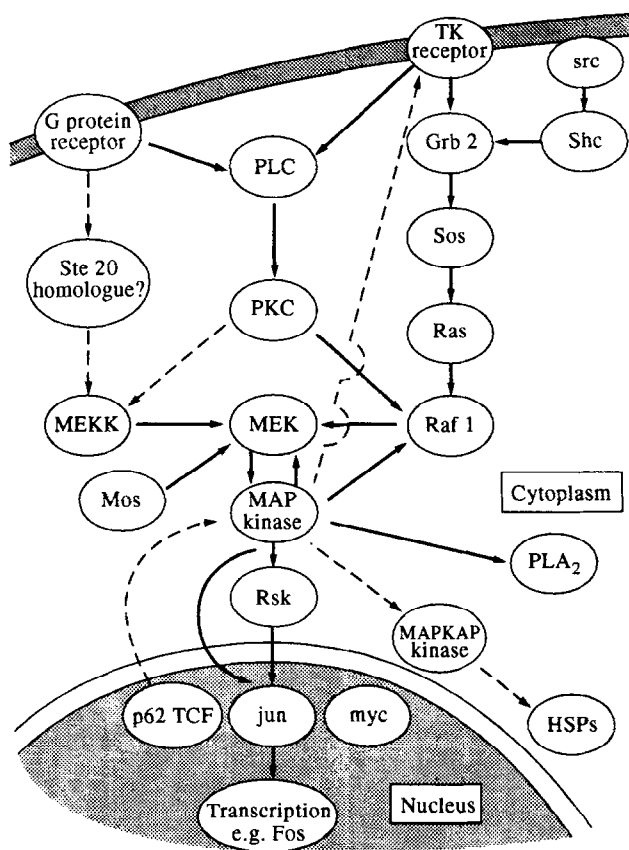 TK
receptor
src
G protein
receptor
PLC
Grb 2
Shc
Sos
Ste 20
homologue?
PKC
Ras
MEKK
MEK
Raf 1
Mos
MAP
kinase
Cytoplasm
PLA₂
Rsk
MAPKAP
kinase
p62 TCF
jun
myc
HSPs
Transcription
e.g. Fos
Nucleus